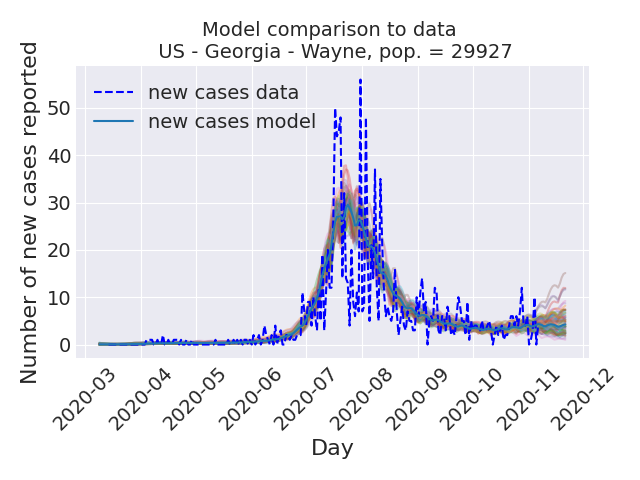 Model comparison to data
US - Georgia - Wayne, pop. = 29927
Number of new cases reported
50
40
30
20
10
0
new cases data
new cases model
2020-03
2020-04
2020-05
2020-06
2020-07
2020-08
2020-09
2020-10
2020-11
2020-12
Day